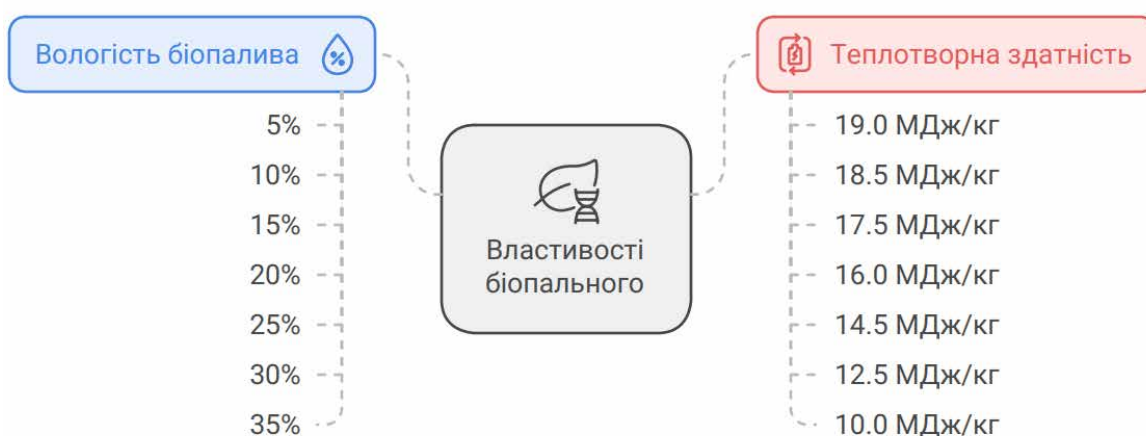 Вологість біопалива
5%
10%
15%
20%
25%
30%
35%
Властивості
біопального
Теплотворна здатність
19.0 МДж/кг
18.5 МДж/кг
17.5 МДж/кг
16.0 МДж/кг
14.5 МДж/кг
12.5 МДж/кг
10.0 МДж/кг